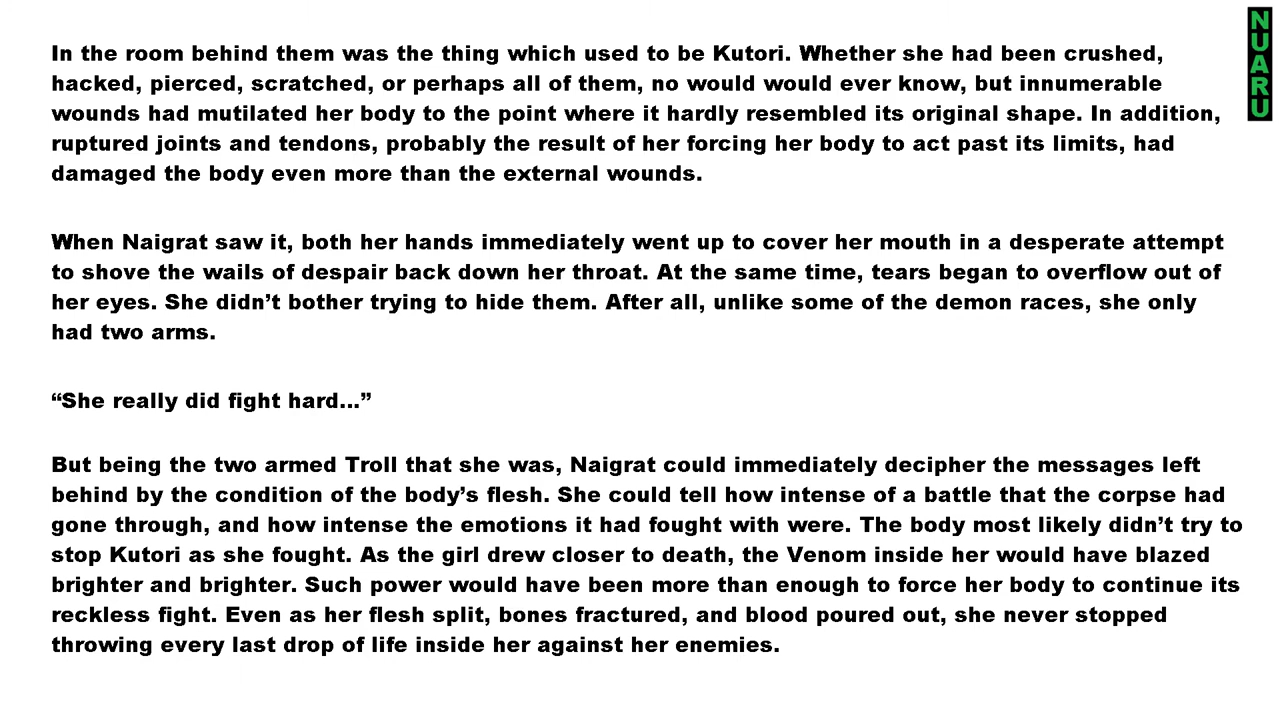 In the room behind them was the thing which used to be Kutori. Whether she had been crushed,
hacked, pierced, scratched, or perhaps all of them, no would would ever know, but innumerable
wounds had mutilated her body to the point where it hardly resembled its original shape. In addition,
ruptured joints and tendons, probably the result of her forcing her body to act past its limits, had
damaged the body even more than the external wounds.
When Naigrat saw it, both her hands immediately went up to cover her mouth in a desperate attempt
to shove the wails of despair back down her throat. At the same time, tears began to overflow out of
her eyes. She didn’t bother trying to hide them. After all, unlike some of the demon races, she only
had two arms.
“She really did fight hard...”
But being the two armed Troll that she was, Naigrat could immediately decipher the messages left
behind by the condition of the body’s flesh. She could tell how intense of a battle that the corpse had
gone through, and how intense the emotions it had fought with were. The body most likely didn’t try to
stop Kutori as she fought. As the girl drew closer to death, the Venom inside her would have blazed
brighter and brighter. Such power would have been more than enough to force her body to continue its
reckless fight. Even as her flesh split, bones fractured, and blood poured out, she never stopped
throwing every last drop of life inside her against her enemies.
NUARU